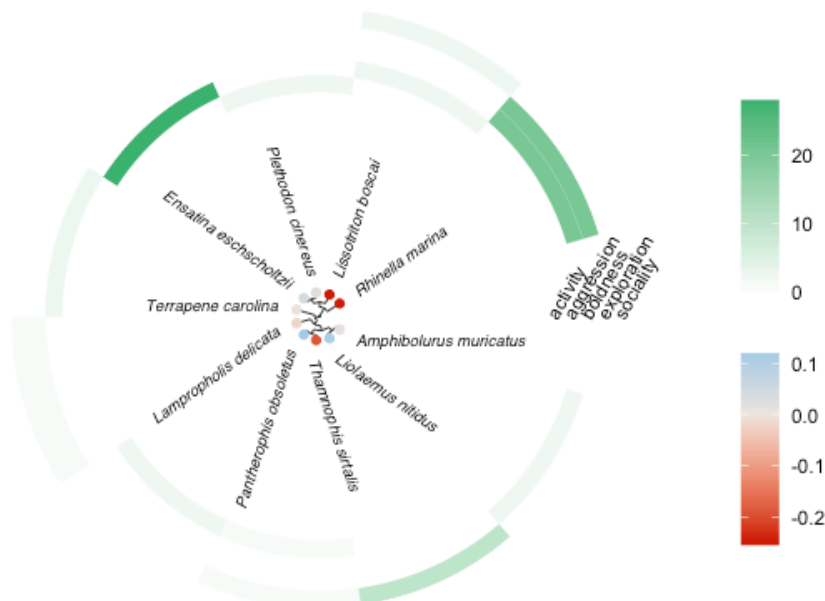 Plethodon cinereus
Lissotriton boscai
Ensatina eschscholtzii
Rhinella marina
Terrapene carolina
Amphibolurus muricatus
Lampropholis delicata
Liolaemus nitidus
Pantherophis obsoletus
Thamnophis sirtalis
activity
aggression
boldness
exploration
sociality
20
10
0
0.1
0.0
-0.1
-0.2